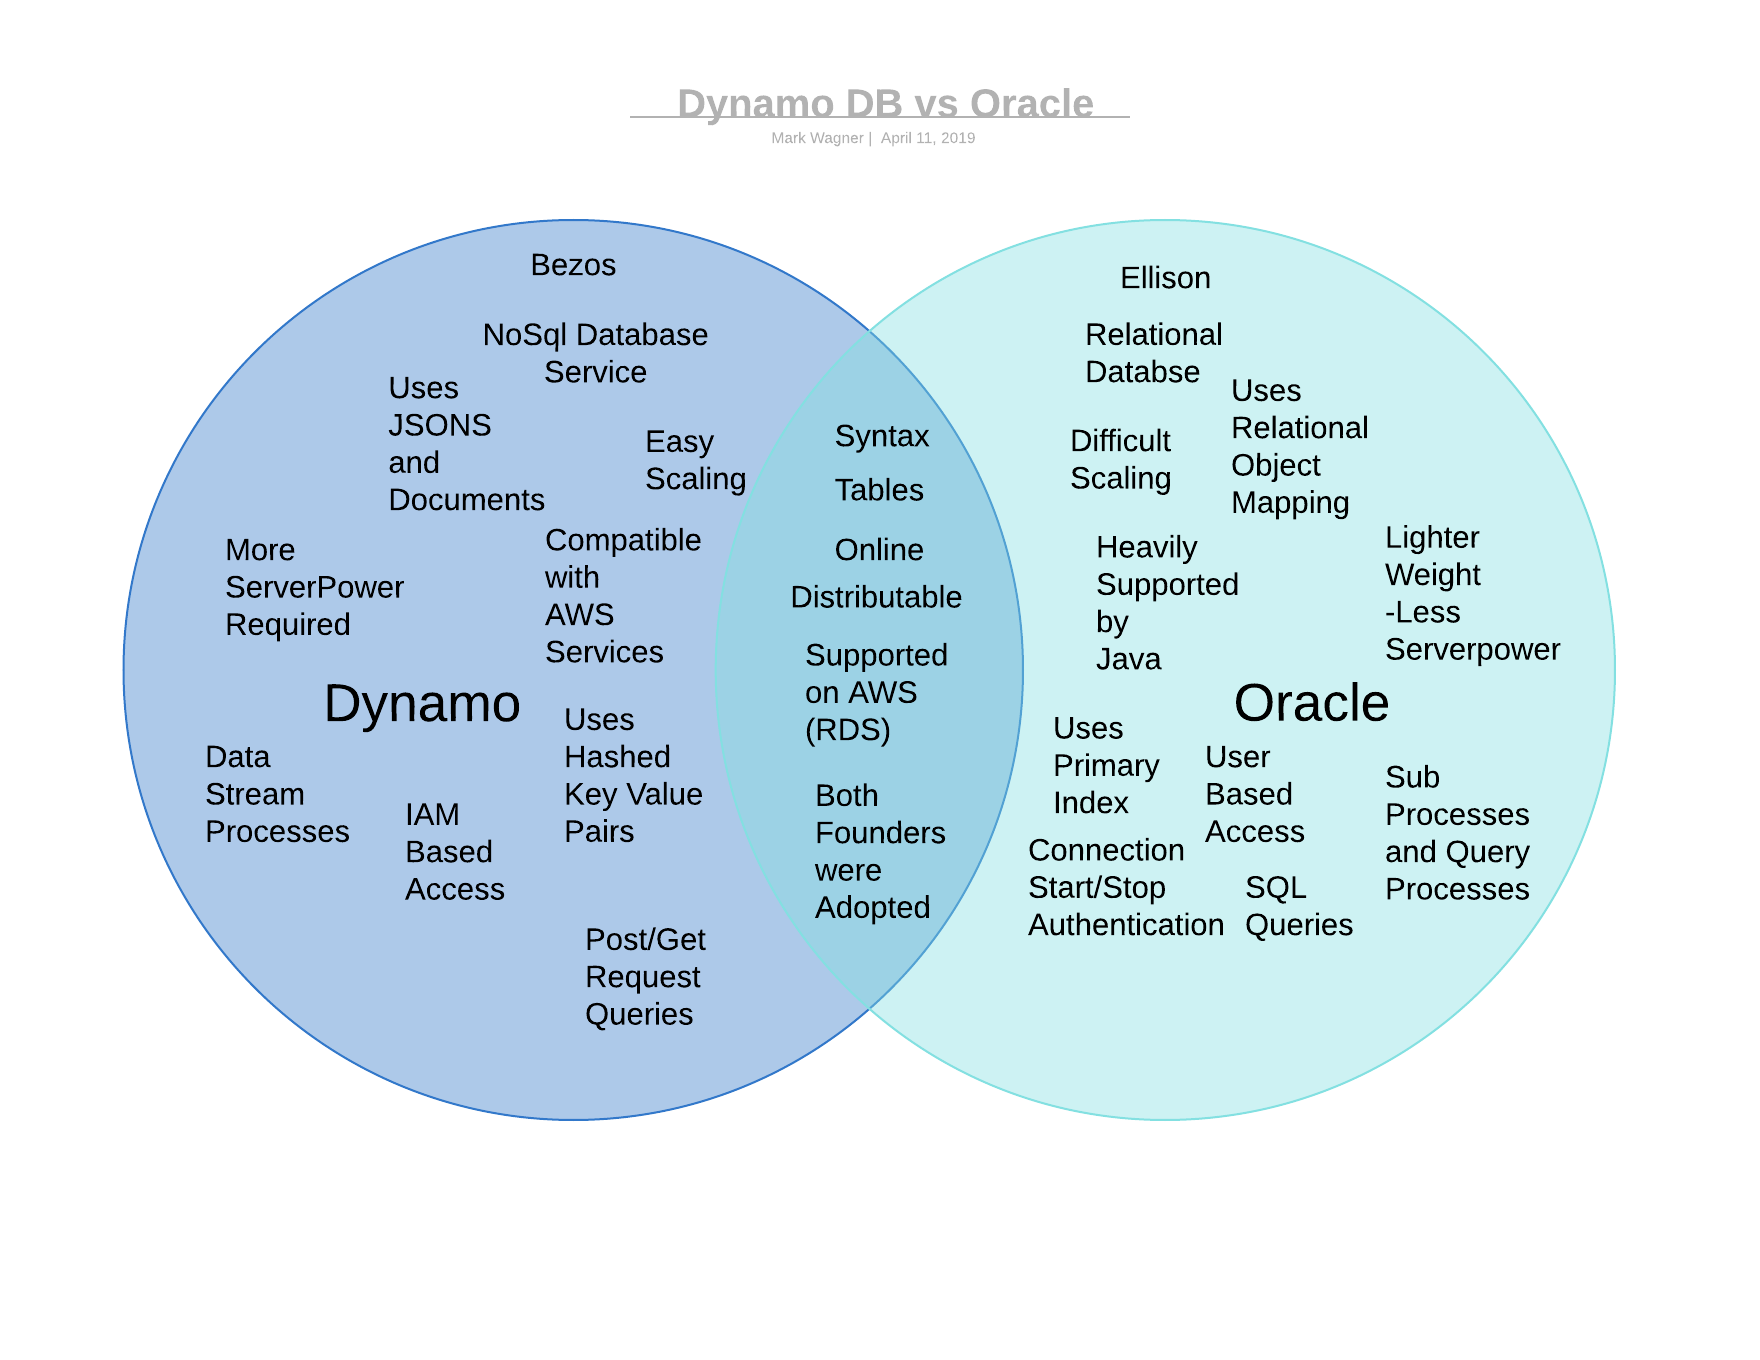 Dynamo DB vs Oracle
Mark Wagner | April 11, 2019
Bezos
NoSql Database
Service
Uses
JSONS
and
Documents
Easy
Scaling
More
ServerPower
Required
Compatible
with
AWS
Services
Dynamo
Uses
Hashed
Key Value
Pairs
Data
Stream
Processes
IAM
Based
Access
Post/Get
Request
Queries
Syntax
Tables
Online
Distributable
Supported
on AWS
(RDS)
Both
Founders
were
Adopted
Ellison
Relational
Databse
Uses
Relational
Object
Mapping
Difficult
Scaling
Heavily
Supported
by
Java
Lighter
Weight
-Less
Serverpower
Oracle
Uses
Primary
Index
User
Based
Access
Sub
Processes
and Query
Processes
Connection
Start/Stop
Authentication
SQL
Queries